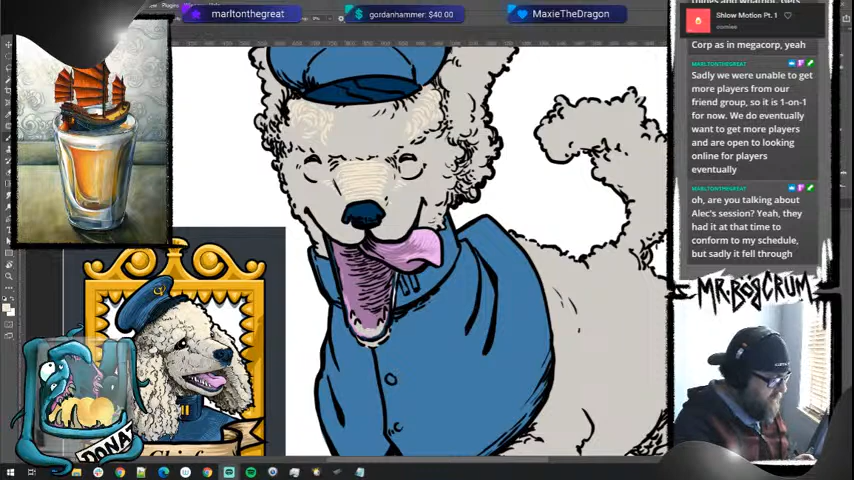 marltonthegreat
gordanhammer: $40.00
MaxieTheDragon
Show Motion Pt. 1
Corp as in megacorp, yeah
MARLTONTHEGREAT
Sadly we were unable to get
more players from our
friend group, so it is 1-on-1
for now. We do eventually
want to get more players
and are open to looking
online for players
eventually
MARLTONTHEGREAT
oh, are you talking about
Alec's session? Yeah, they
had it at that time to
conform to my schedule,
but sadly it fell through
MR.BOGCRUM
DONAT
Chief